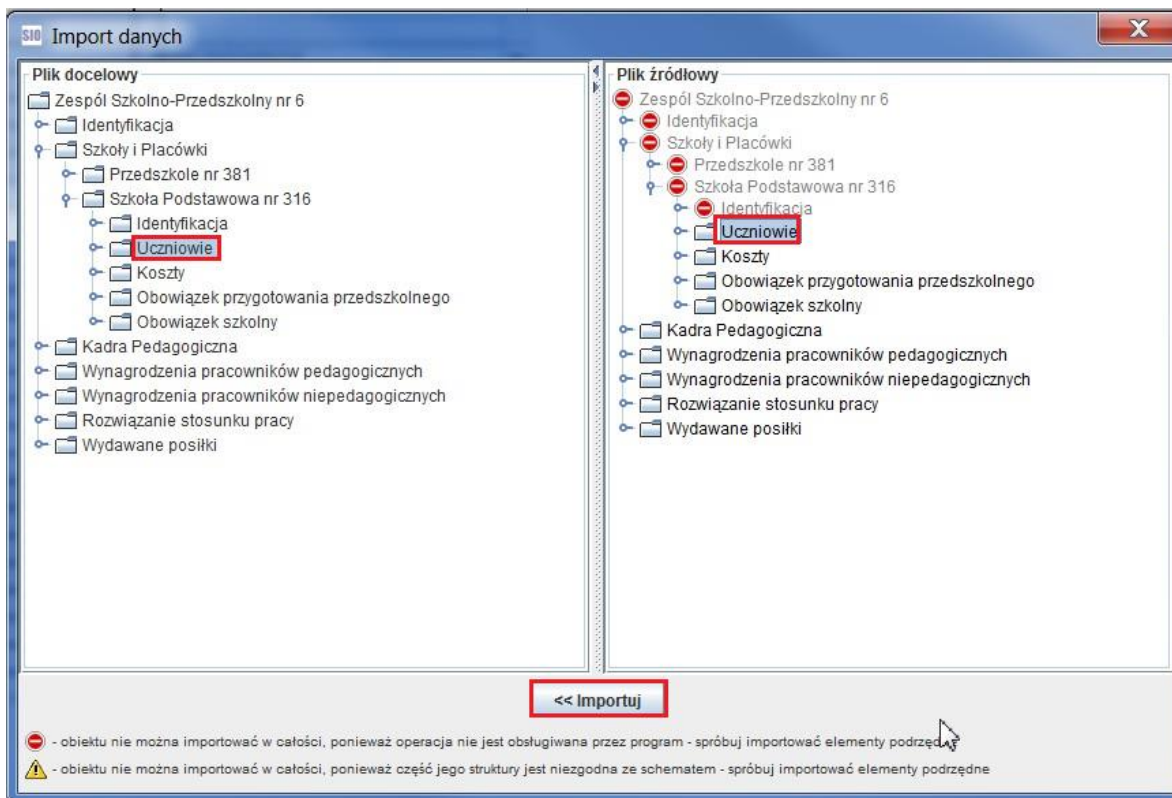 SIO Import danych
Plik docelowy
Zespól Szkolno-Przedszkolny nr 6
Identyfikacja
Szkoły i Placówki
Przedszkole nr 381
Szkoła Podstawowa nr 316
Identyfikacja
Uczniowie
Koszty
Obowiązek przygotowania przedszkolnego
Obowiązek szkolny
Kadra Pedagogiczna
Wynagrodzenia pracowników pedagogicznych
Wynagrodzenia pracowników niepedagogicznych
Rozwiązanie stosunku pracy
Wydawane posiłki
Plik źródłowy
Zespól Szkolno-Przedszkolny nr 6
Identyfikacja
Szkoły i Placówki
Przedszkole nr 381
Szkoła Podstawowa nr 316
Identyfikacja
Uczniowie
Koszty
Obowiązek przygotowania przedszkolnego
Obowiązek szkolny
Kadra Pedagogiczna
Wynagrodzenia pracowników pedagogicznych
Wynagrodzenia pracowników niepedagogicznych
Rozwiązanie stosunku pracy
Wydawane posiłki
<< Importuj
- obiektu nie można importować w całości, ponieważ operacja nie jest obsługiwana przez program - spróbuj importować elementy podrzędne
- obiektu nie można importować w całości, ponieważ część jego struktury jest niezgodna ze schematem - spróbuj importować elementy podrzędne